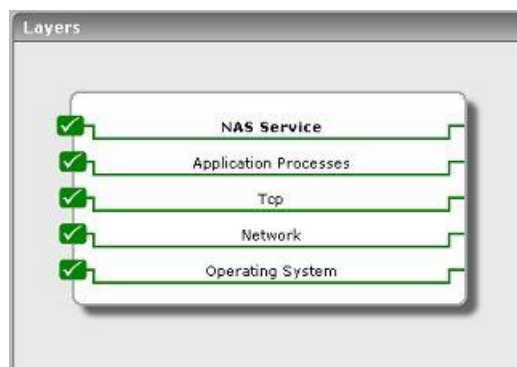 Layers
NAS Service
Application Processes
Tcp
Network
Operating System